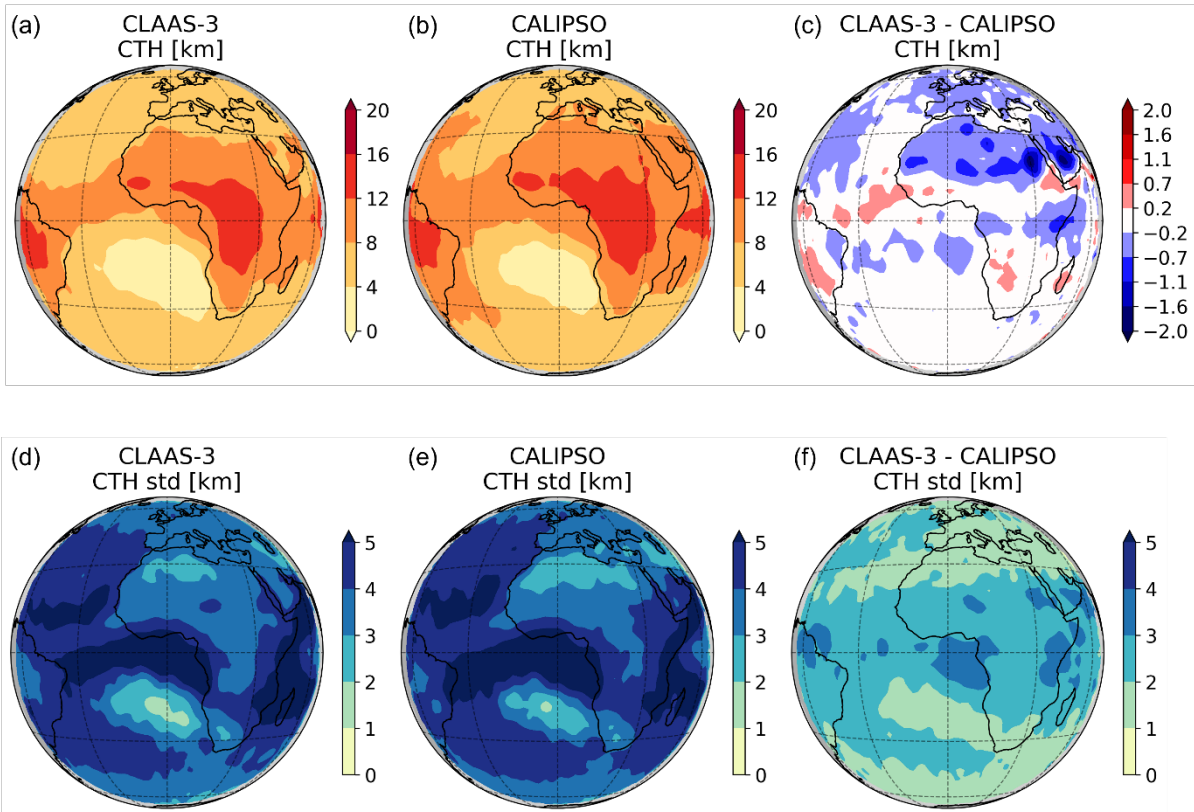 (a)
CLAAS-3
CTH [km]
20
16
12
8
4
0
(b)
CALIPSO
CTH [km]
20
16
12
8
4
0
(c)
CLAAS-3 - CALIPSO
CTH [km]
2.0
1.6
1.1
0.7
0.2
-0.2
-0.7
-1.1
-1.6
-2.0
(d)
CLAAS-3
CTH std [km]
5
4
3
2
1
0
(e)
CALIPSO
CTH std [km]
5
4
3
2
1
0
(f)
CLAAS-3 - CALIPSO
CTH std [km]
5
4
3
2
1
0